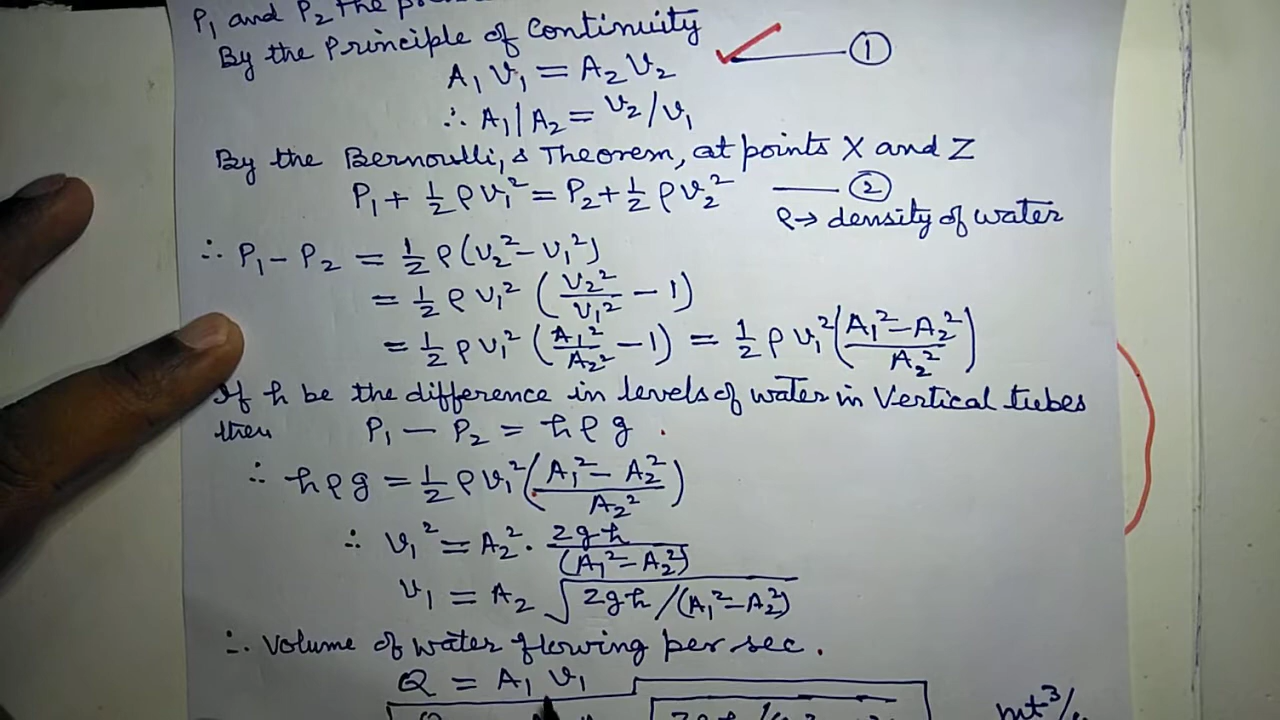 P₁ and P₂ the
By the Principle of Continuity
A₁ V₁ = A₂ V₂ ①
∴ A₁/A₂ = V₂/V₁
By the Bernoulli,s Theorem, at points X and Z
P₁ + 1/2 ρ V₁² = P₂ + 1/2 ρ V₂² ②
ρ → density of water
∴ P₁ - P₂ = 1/2 ρ (V₂² - V₁²)
= 1/2 ρ V₁² (V₂²/V₁² - 1)
= 1/2 ρ V₁² (A₁²/A₂² - 1) = 1/2 ρ V₁² (A₁² - A₂²/A₂²)
If h be the difference in levels of water in Vertical tubes
then P₁ - P₂ = hρg .
∴ hρg = 1/2 ρ V₁² (A₁² - A₂²/A₂²)
∴ V₁² = A₂² . 2gh/(A₁² - A₂²)
V₁ = A₂ √2gh/(A₁² - A₂²)
∴ Volume of water flowing per sec.
Q = A₁ V₁
mt³/